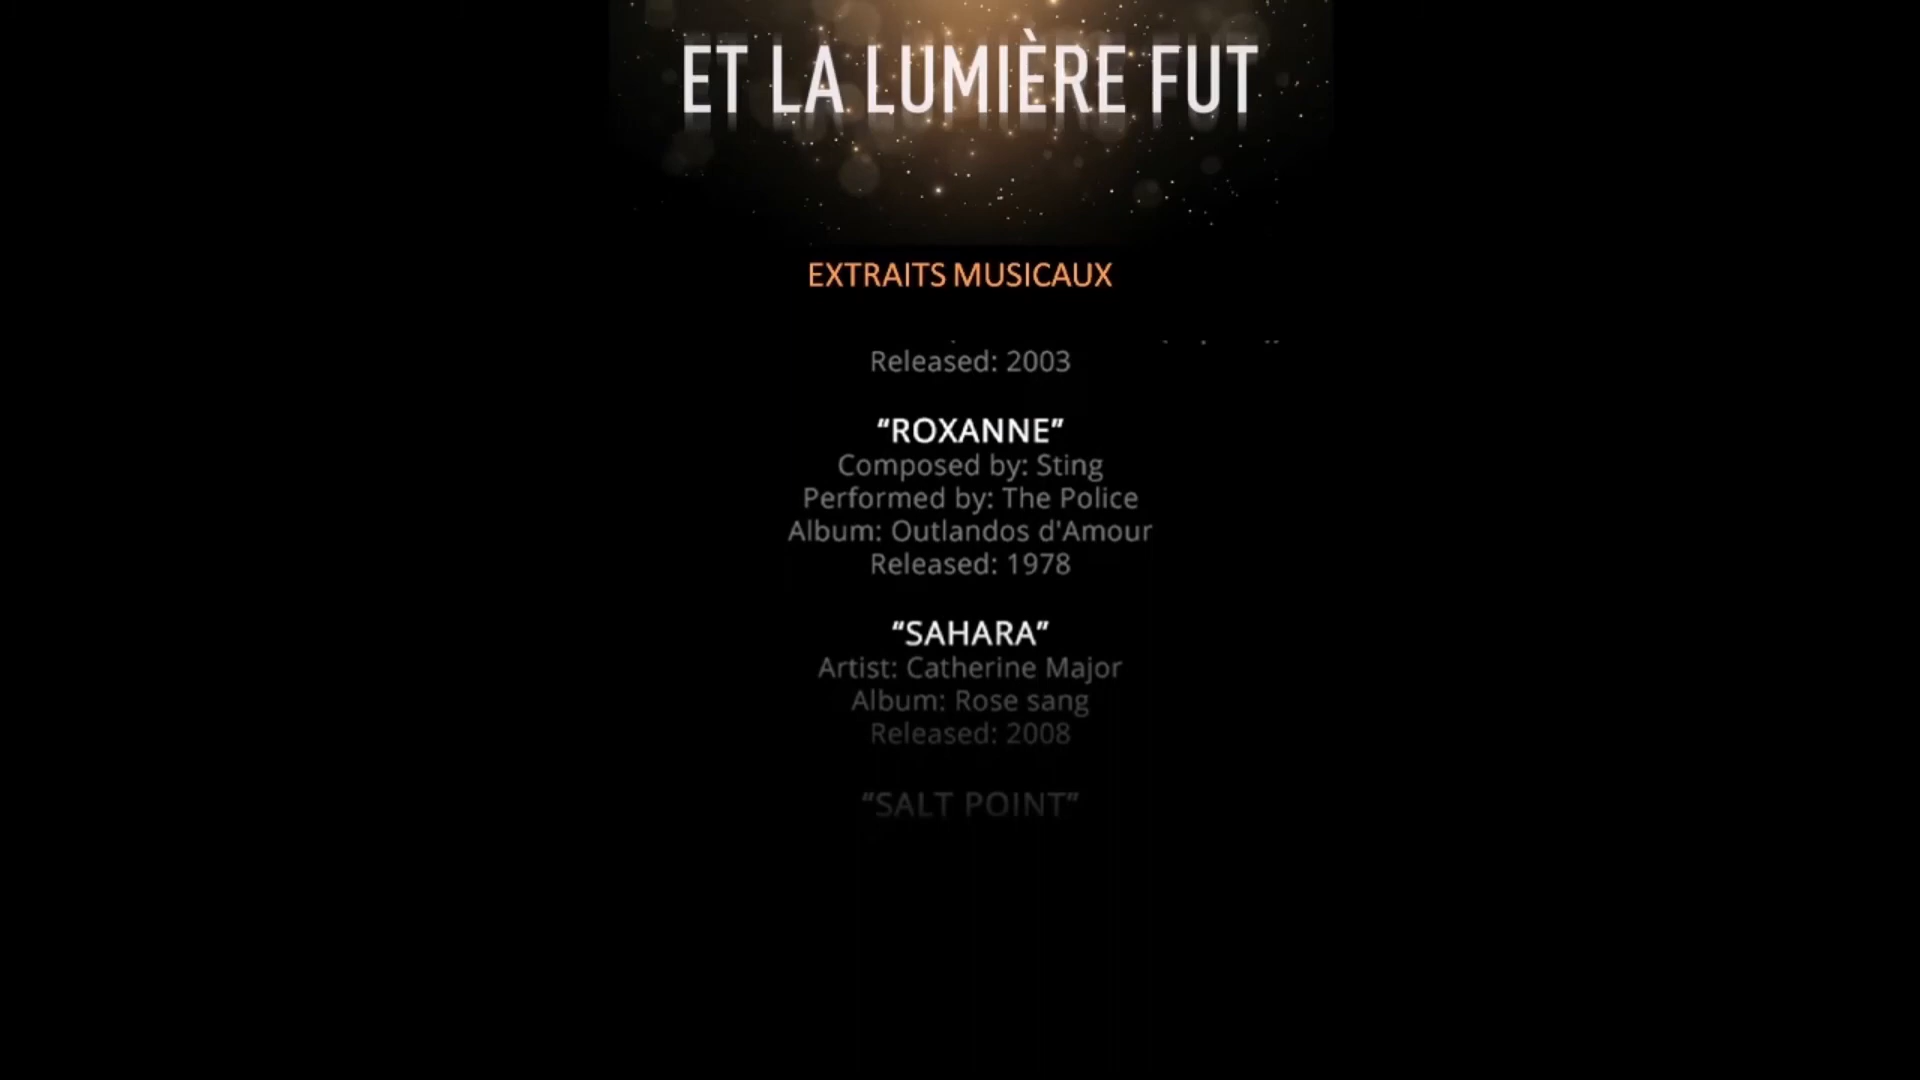 ET LA LUMIÈRE FUT
EXTRAITS MUSICAUX
Released: 2003
“ROXANNE”
Composed by: Sting
Performed by: The Police
Album: Outlandos d'Amour
Released: 1978
“SAHARA”
Artist: Catherine Major
Album: Rose sang
Released: 2008
“SALT POINT”